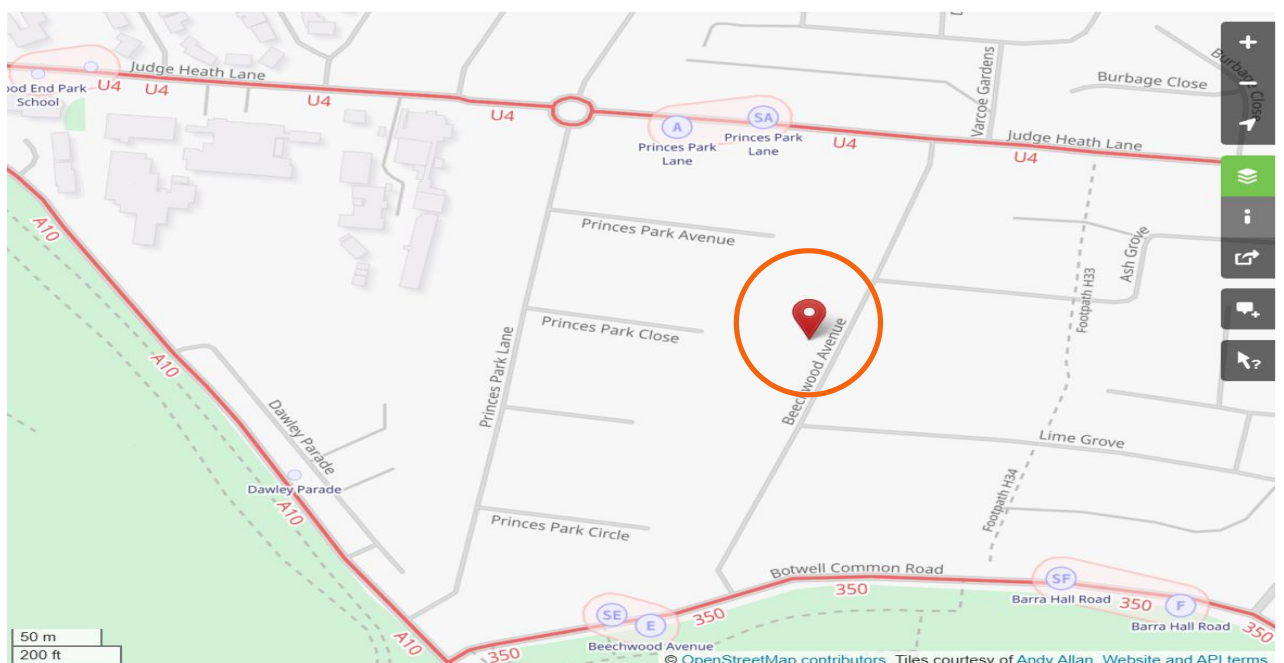 Judge Heath Lane
ood End Park
School
U4
U4
U4
U4
A
Princes Park
Lane
SA
Princes Park
Lane
U4
Varcoe Gardens
Burbage Close
Burbage Close
Judge Heath Lane
U4
A10
Princes Park Avenue
Ash Grove
Footpath H33
Princes Park Close
Princes Park Lane
Beechwood Avenue
A10
Dawley Parade
Dawley Parade
A10
Lime Grove
Footpath H34
Princes Park Circle
Botwell Common Road
350
SF
Barra Hall Road
350
F
Barra Hall Road
350
SE
E
350
Beechwood Avenue
A10
350
50 m
200 ft
+
−
i
?
© OpenStreetMap contributors. Tiles courtesy of Andy Allan. Website and API terms